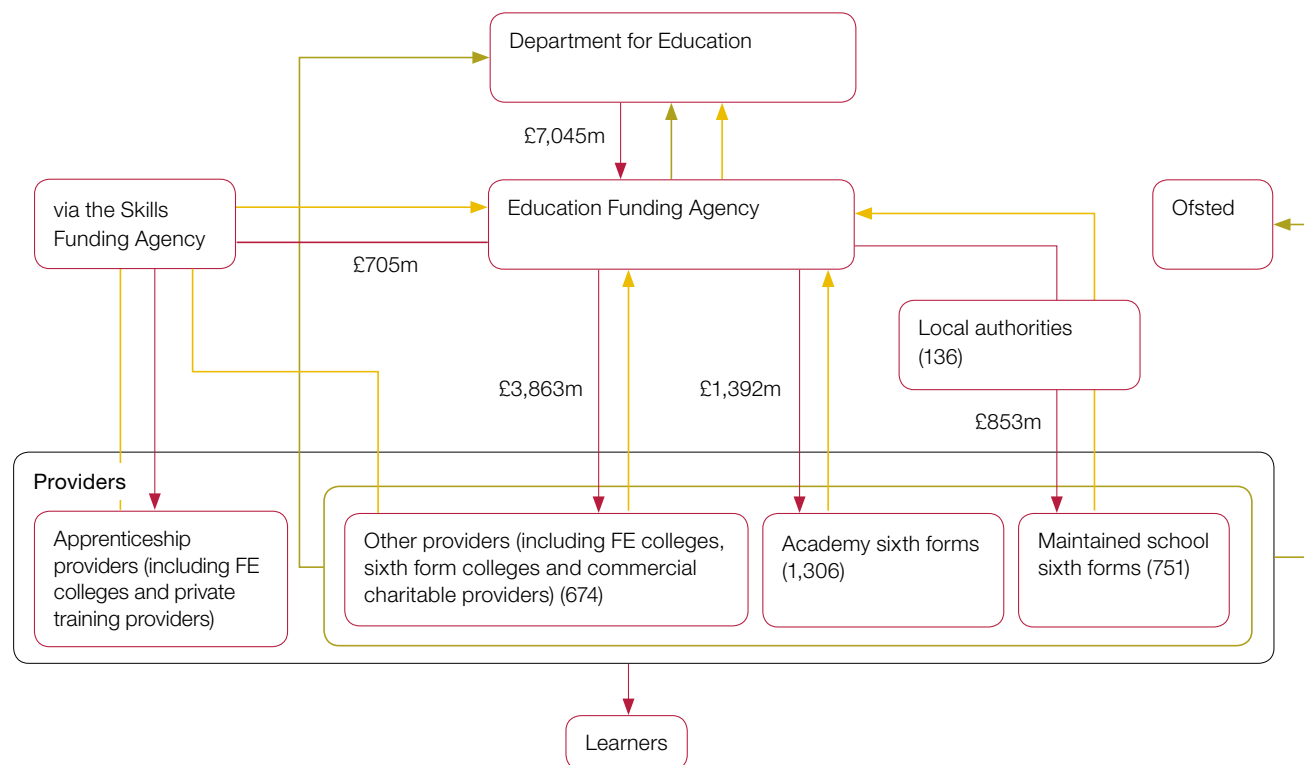 Department for Education
£7,045m
via the Skills
Funding Agency
Education Funding Agency
Ofsted
£705m
Local authorities
(136)
£3,863m
£1,392m
£853m
Providers
Apprenticeship
providers (including FE
colleges and private
training providers)
Other providers (including FE colleges,
sixth form colleges and commercial
charitable providers) (674)
Academy sixth forms
(1,306)
Maintained school
sixth forms (751)
Learners